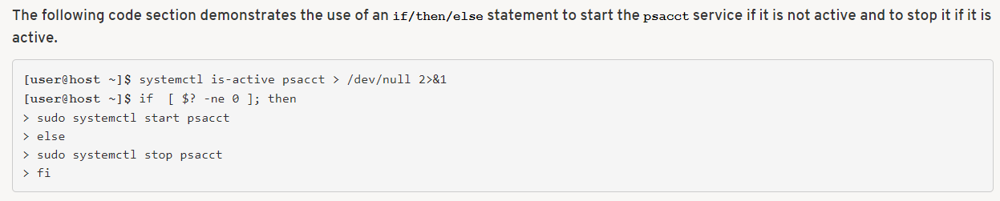 The following code section demonstrates the use of an if/then/else statement to start the psacct service if it is not active and to stop it if it is
active.
[user@host ~]$ systemctl is-active psacct > /dev/null 2>&1
[user@host ~]$ if  [ $? -ne 0 ]; then
> sudo systemctl start psacct
> else
> sudo systemctl stop psacct
> fi